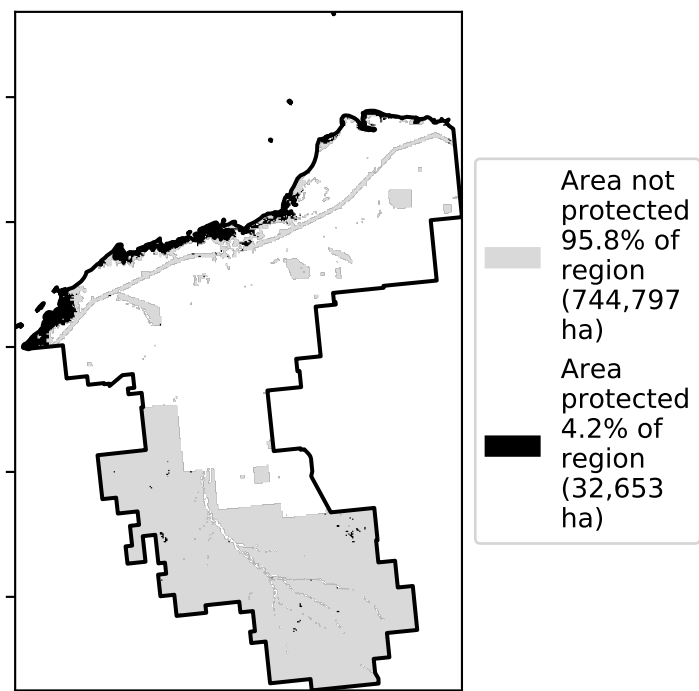 Area not
protected
95.8% of
region
(744,797
ha)
Area
protected
4.2% of
region
(32,653
ha)